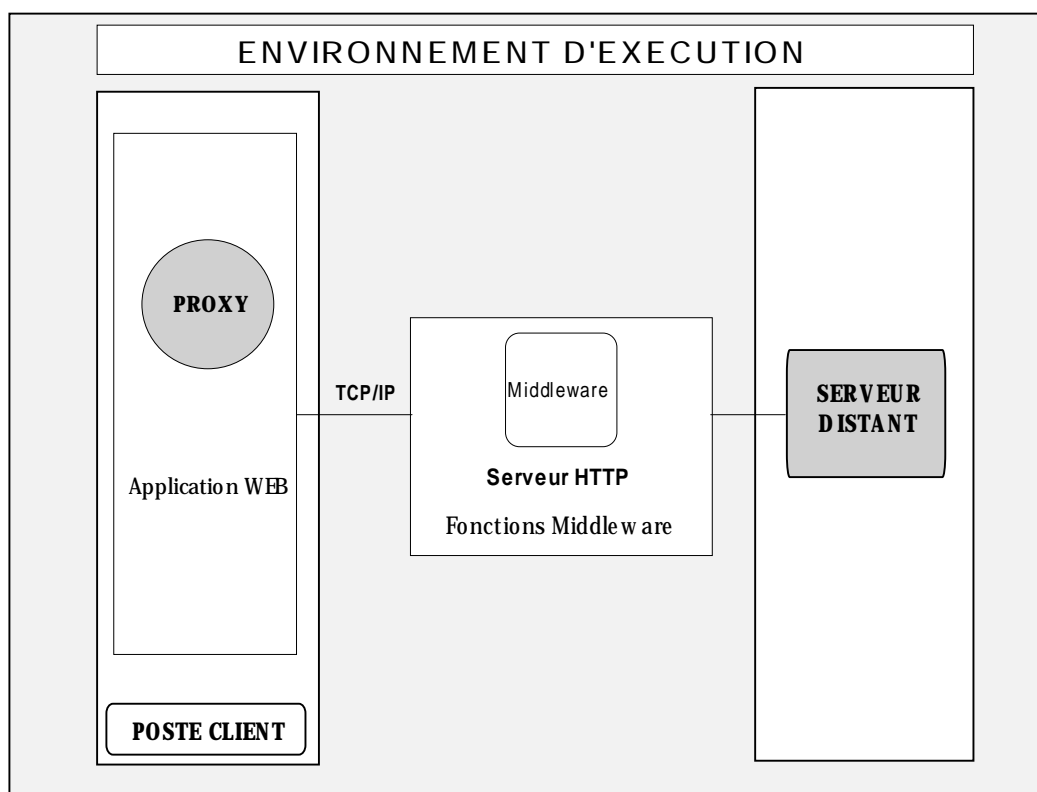 ENVIRONNEMENT D'EXECUTION
PROXY
Application WEB
POSTE CLIENT
TCP/IP
Middleware
Serveur HTTP
Fonctions Middleware
SERVEUR
DISTANT